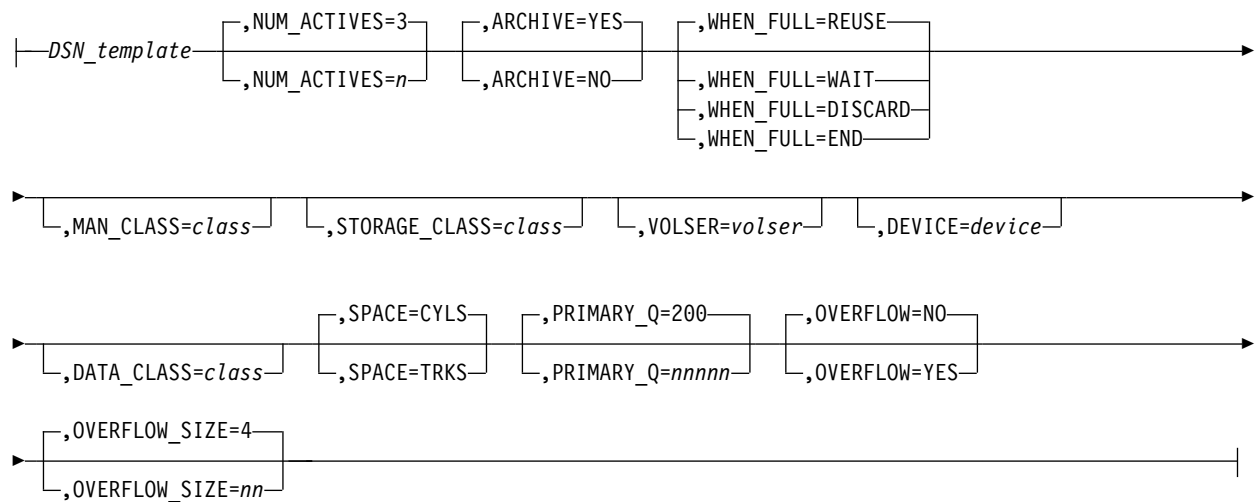 ,NUM_ACTIVES=3 ,ARCHIVE=YES ,WHEN_FULL=REUSE
DSN_template
,NUM_ACTIVES=n ,ARCHIVE=NO ,WHEN_FULL=WAIT
,WHEN_FULL=DISCARD
,WHEN_FULL=END
,MAN_CLASS=class ,STORAGE_CLASS=class ,VOLSER=volser ,DEVICE=device
,SPACE=CYLS ,PRIMARY_Q=200 ,OVERFLOW=NO
,DATA_CLASS=class ,SPACE=TRKS ,PRIMARY_Q=nnnnn ,OVERFLOW=YES
,OVERFLOW_SIZE=4
,OVERFLOW_SIZE=nn